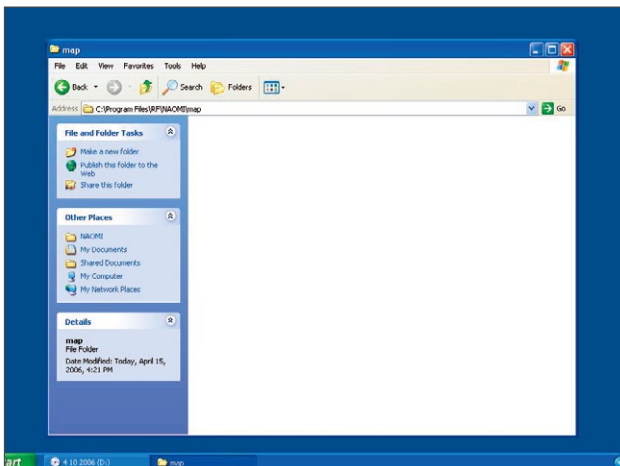 map
File Edit View Favorites Tools Help
Back Search Folders
Address C:\Program Files\RF\NAOMI\map Go
File and Folder Tasks
Make a new folder
Publish this folder to the
Web
Share this folder
Other Places
NAOMI
My Documents
Shared Documents
My Computer
My Network Places
Details
map
File Folder
Date Modified: Today, April 15,
2006, 4:21 PM
art 4 10 2006 (D:) map